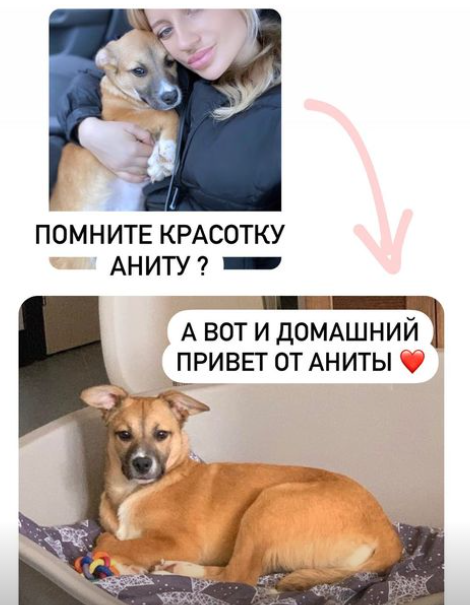 ПОМНИТЕ КРАСОТКУ
АНИТУ ?
А ВОТ И ДОМАШНИЙ
ПРИВЕТ ОТ АНИТЫ ❤️